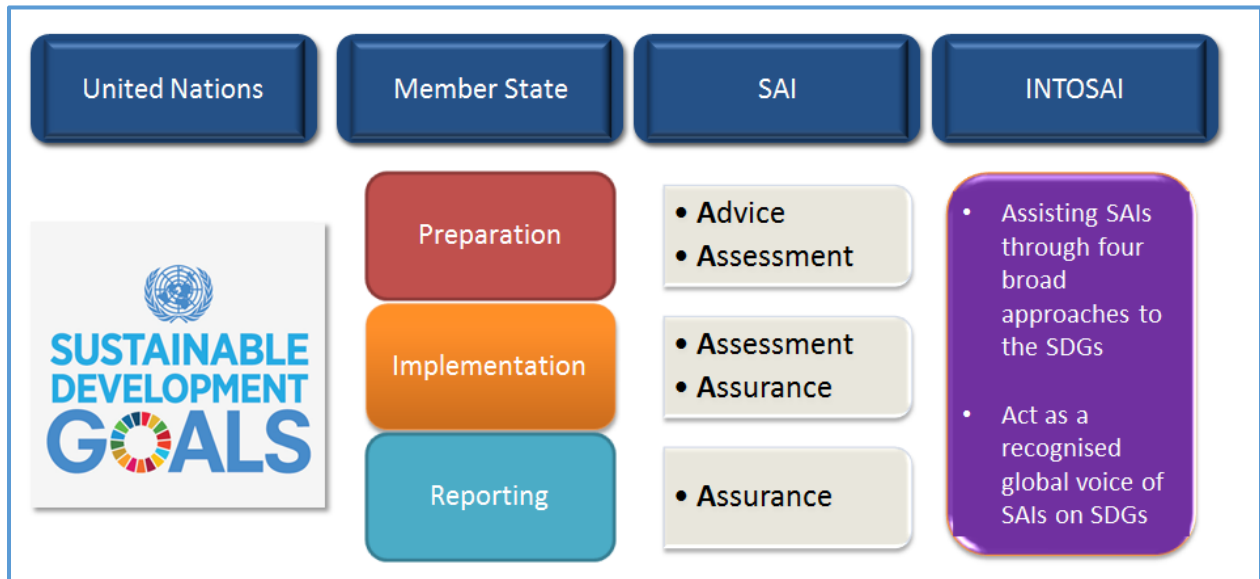 United Nations
Member State
SAI
INTOSAI
SUSTAINABLE
DEVELOPMENT
GOALS
Preparation
Implementation
Reporting
• Advice
• Assessment
• Assessment
• Assurance
• Assurance
• Assisting SAIs
through four
broad
approaches to
the SDGs
• Act as a
recognised
global voice of
SAIs on SDGs